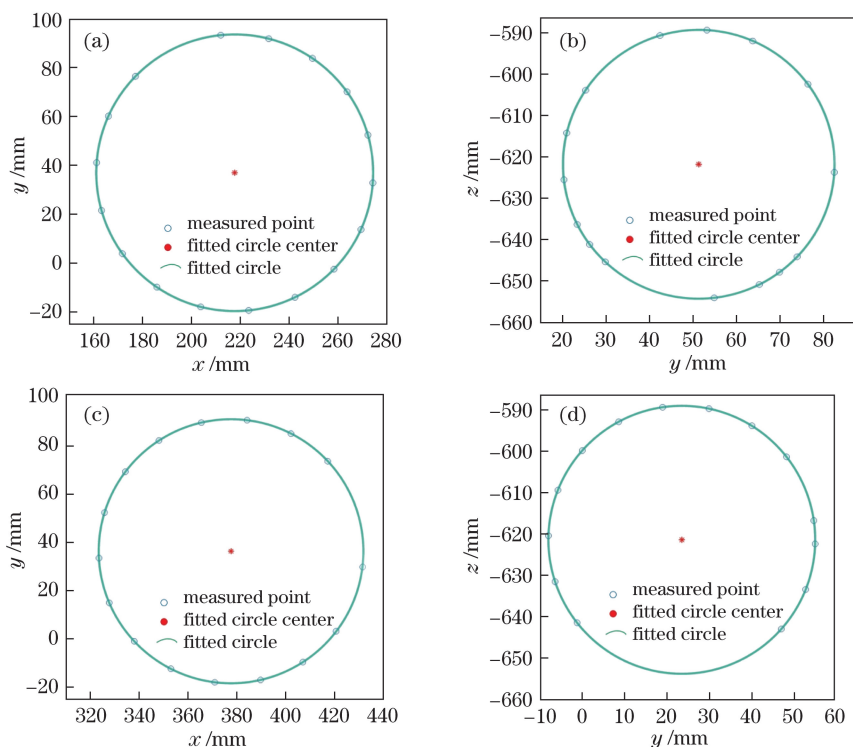 (a)
100
80
60
40
20
0
−20
y /mm
160 180 200 220 240 260 280
x /mm
measured point
fitted circle center
fitted circle
(b)
−590
−600
−610
−620
−630
−640
−650
−660
z /mm
20 30 40 50 60 70 80
y /mm
measured point
fitted circle center
fitted circle
(c)
100
80
60
40
20
0
−20
y /mm
320 340 360 380 400 420 440
x /mm
measured point
fitted circle center
fitted circle
(d)
−590
−600
−610
−620
−630
−640
−650
−660
z /mm
−10 0 10 20 30 40 50 60
y /mm
measured point
fitted circle center
fitted circle